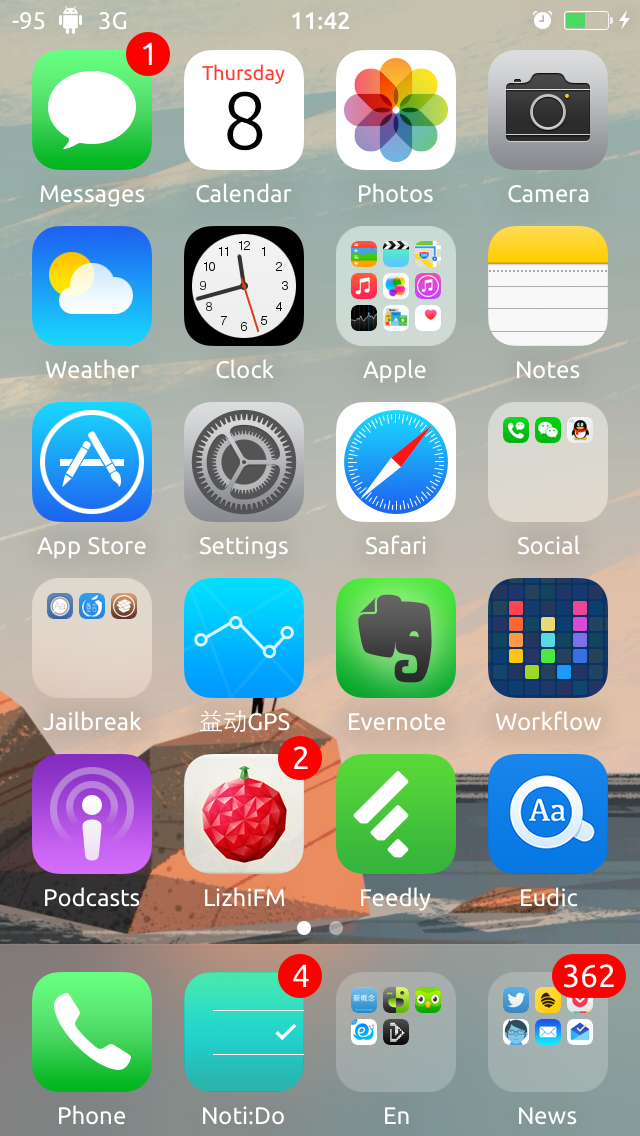 -95 3G 11:42
1
Thursday
8
Messages Calendar Photos Camera
12
11 1
10 2
9 3
8 4
7 5
6
Weather Clock Apple Notes
App Store Settings Safari Social
Jailbreak 益动GPS Evernote Workflow
2
Aa
Podcasts LizhiFM Feedly Eudic
4 362
新概念
Phone Noti:Do En News